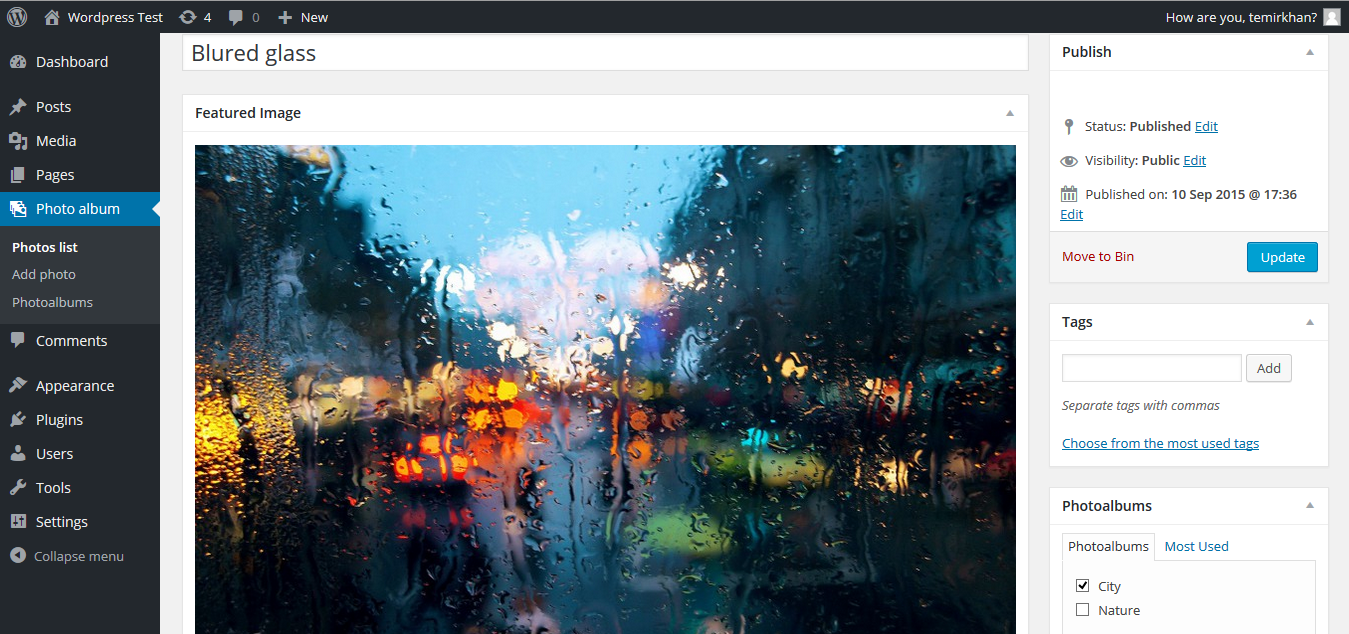 Wordpress Test 4 0 New How are you, temirkhan?
Dashboard
Posts
Media
Pages
Photo album
Photos list
Add photo
Photoalbums
Comments
Appearance
Plugins
Users
Tools
Settings
Collapse menu
Blured glass
Featured Image
Publish
Status: Published Edit
Visibility: Public Edit
Published on: 10 Sep 2015 @ 17:36
Edit
Move to Bin Update
Tags
Add
Separate tags with commas
Choose from the most used tags
Photoalbums
Photoalbums Most Used
City
Nature